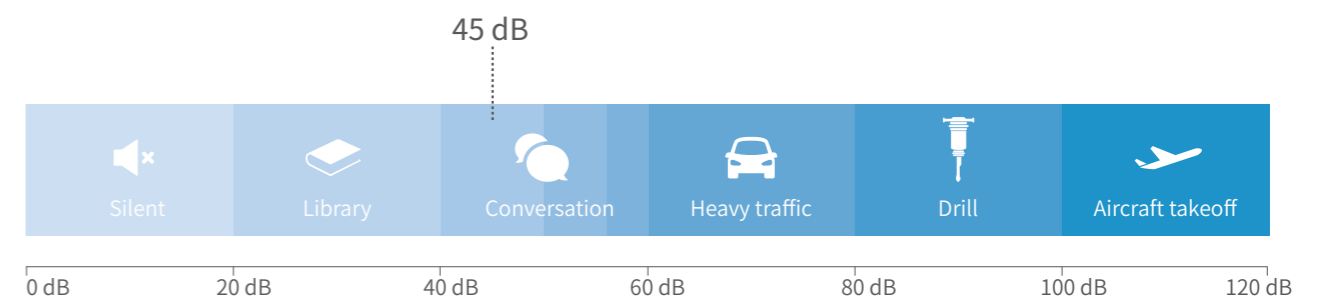 45 dB
Silent
Library
Conversation
Heavy traffic
Drill
Aircraft takeoff
0 dB
20 dB
40 dB
60 dB
80 dB
100 dB
120 dB